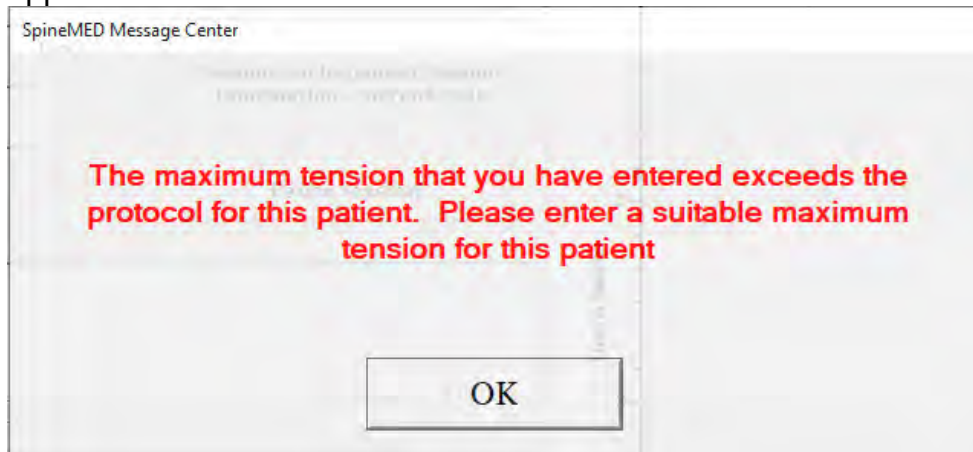 SpineMED Message Center
The maximum tension that you have entered exceeds the
protocol for this patient.  Please enter a suitable maximum
tension for this patient
OK